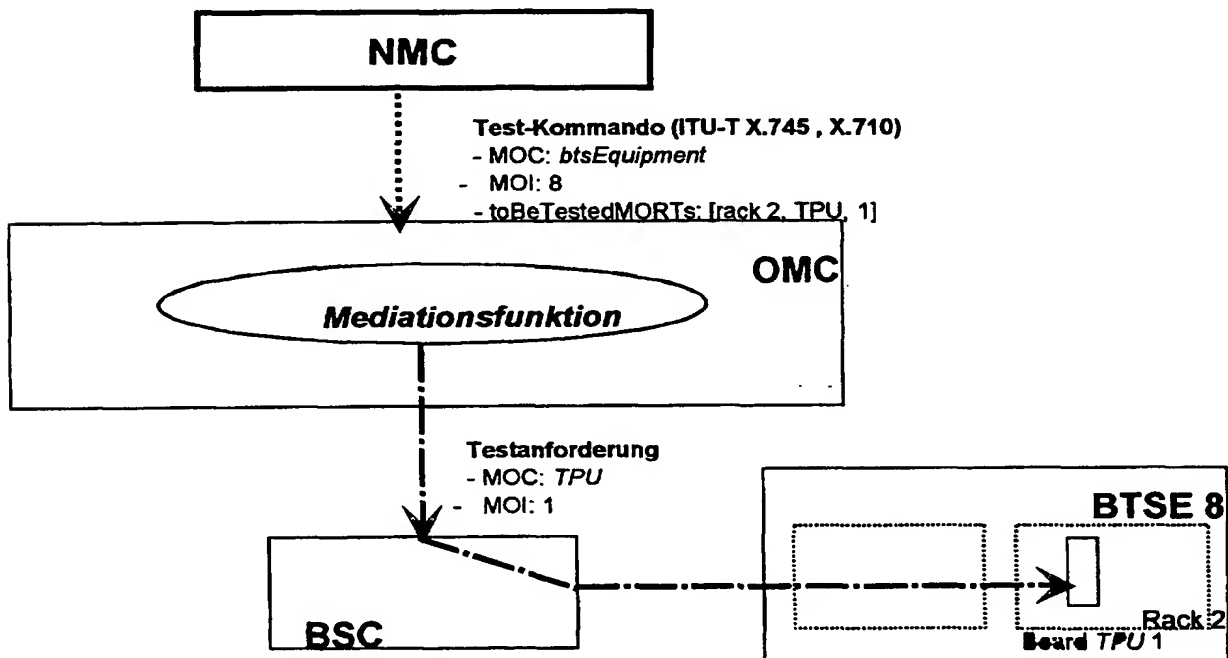 NMC
Test-Kommando (ITU-T X.745 , X.710)
- MOC: btsEquipment
- MOI: 8
- toBeTestedMORTs: [rack 2, TPU, 1]
OMC
Mediationsfunktion
Testanforderung
- MOC: TPU
- MOI: 1
BTSE 8
Rack 2
Board TPU 1
BSC